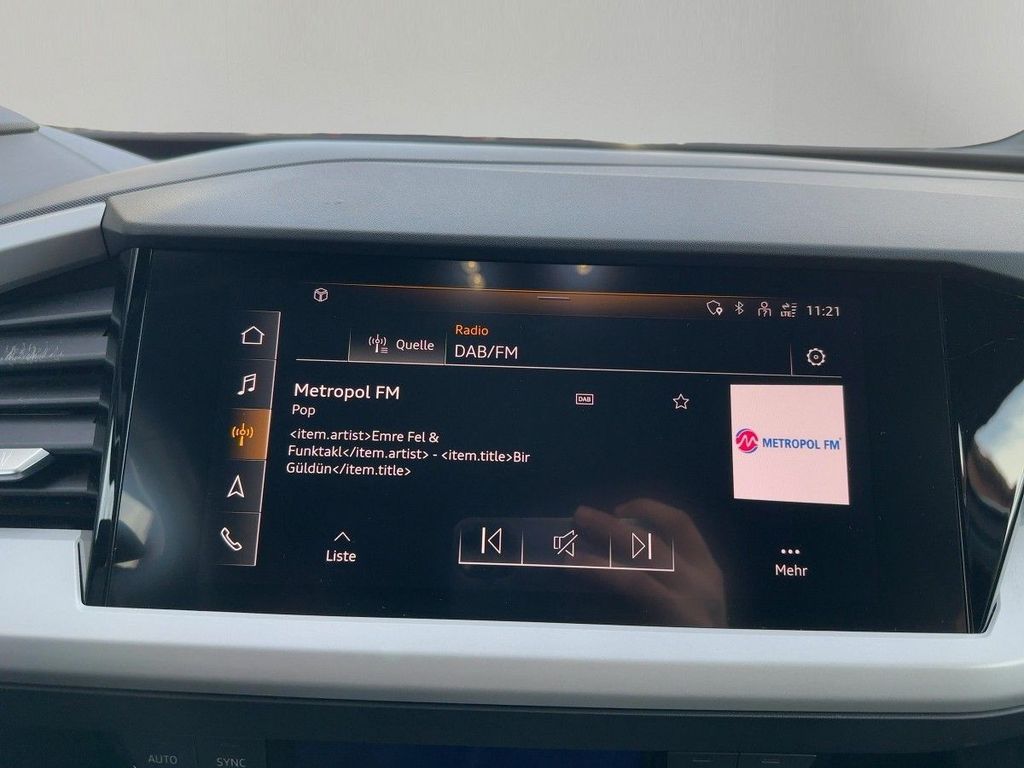 LTE 11:21
Radio
Quelle
DAB/FM
Metropol FM
DAB
Pop
<item.artist>Emre Fel &
Funktakl</item.artist> - <item.title>Bir
Güldün</item.title>
METROPOL FM
Liste
Mehr
AUTO
SYNC